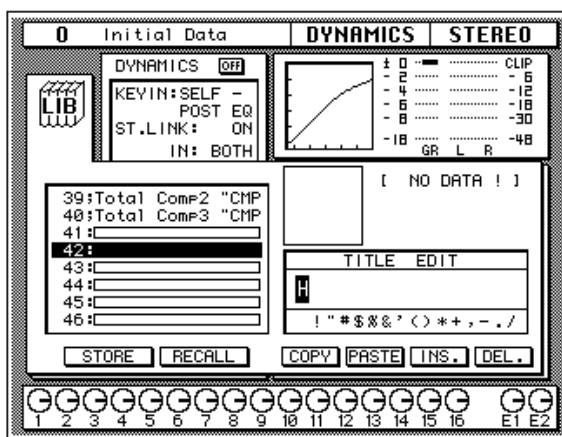 0 Initial Data DYNAMICS STEREO
DYNAMICS OFF
LIB
KEYIN:SELF -
POST EQ
ST.LINK: ON
IN: BOTH
± 0 CLIP
- 2 - 6
- 4 -12
- 6 -18
- 8 -30
-18 -48
GR L R
[ NO DATA ! ]
39;Total Comp2 "CMP
40;Total Comp3 "CMP
41:
42:
43:
44:
45:
46:
TITLE EDIT
H
!"#$%&'()*+,-./
STORE RECALL COPY PASTE INS. DEL.
1 2 3 4 5 6 7 8 9 10 11 12 13 14 15 16 E1 E2